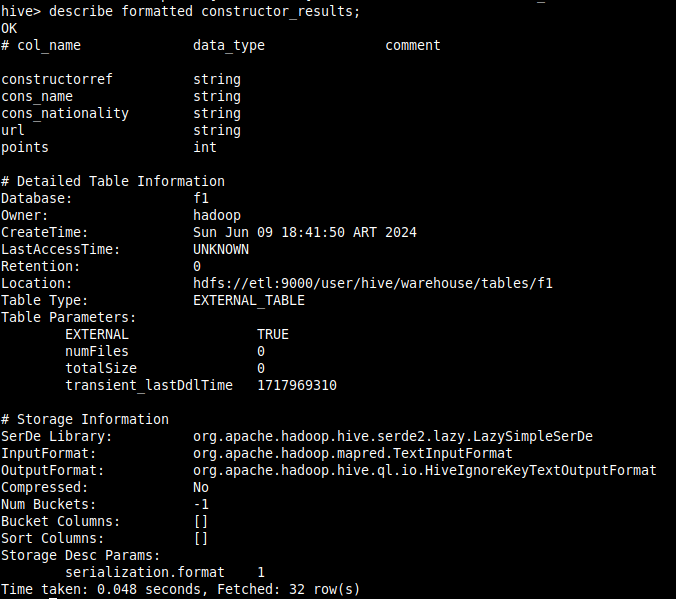 hive> describe formatted constructor_results;
OK
# col_name data_type comment
constructorref string
cons_name string
cons_nationality string
url string
points int
# Detailed Table Information
Database: f1
Owner: hadoop
CreateTime: Sun Jun 09 18:41:50 ART 2024
LastAccessTime: UNKNOWN
Retention: 0
Location: hdfs://etl:9000/user/hive/warehouse/tables/f1
Table Type: EXTERNAL_TABLE
Table Parameters:
EXTERNAL TRUE
numFiles 0
totalSize 0
transient_lastDdlTime 1717969310
# Storage Information
SerDe Library: org.apache.hadoop.hive.serde2.lazy.LazySimpleSerDe
InputFormat: org.apache.hadoop.mapred.TextInputFormat
OutputFormat: org.apache.hadoop.hive.ql.io.HiveIgnoreKeyTextOutputFormat
Compressed: No
Num Buckets: -1
Bucket Columns: []
Sort Columns: []
Storage Desc Params:
serialization.format 1
Time taken: 0.048 seconds, Fetched: 32 row(s)